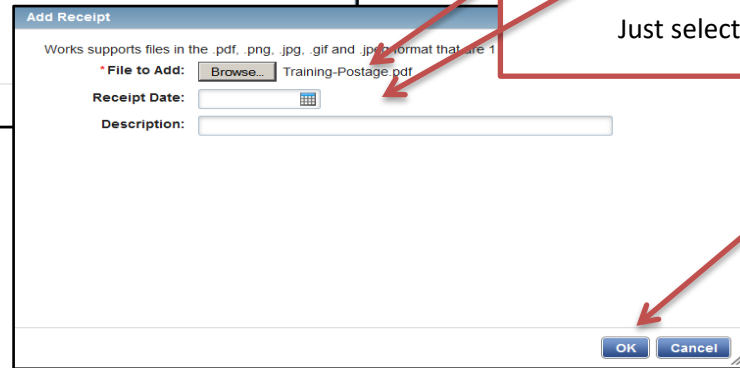 Add Receipt
Just select
Works supports files in the .pdf, .png, .jpg, .gif and .jpeg format that are 1
*File to Add: Browse... Training-Postage.pdf
Receipt Date:
Description:
OK Cancel